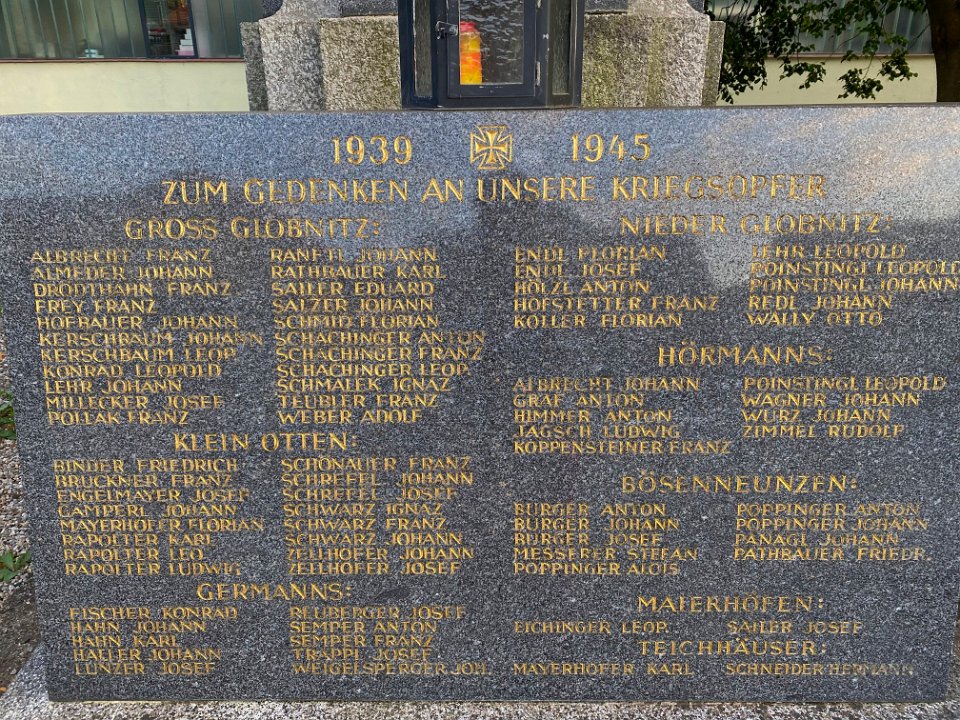 1939 1945
ZUM GEDENKEN AN UNSERE KRIEGSOPFER
GROSS GLOBNITZ:
ALBRECHT FRANZ
ALMEDER JOHANN
DRODTHAHN FRANZ
FREY FRANZ
HOFBAUER JOHANN
KERSCHBAUM JOHANN
KERSCHBAUM LEOP.
KONRAD LEOPOLD
LEHR JOHANN
MILLECKER JOSEF
POLLAK FRANZ
RANFTL JOHANN
RATHBAUER KARL
SAILER EDUARD
SALZER JOHANN
SCHMID FLORIAN
SCHACHINGER ANTON
SCHACHINGER FRANZ
SCHACHINGER LEOP.
SCHMALEK IGNAZ
TEUBLER FRANZ
WEBER ADOLF
KLEIN OTTEN:
BINDER FRIEDRICH
BRUCKNER FRANZ
ENGELMAYER JOSEF
GAMPERL JOHANN
MAYERHOFER FLORIAN
RAPOLTER KARL
RAPOLTER LEO
RAPOLTER LUDWIG
SCHÖNAUER FRANZ
SCHREFEL JOHANN
SCHREFEL JOSEF
SCHWARZ IGNAZ
SCHWARZ FRANZ
SCHWARZ JOHANN
ZELLHOFER JOHANN
ZELLHOFER JOSEF
GERMANNS:
FISCHER KONRAD
HAHN JOHANN
HAHN KARL
HALLER JOHANN
LUNZER JOSEF
REUBERGER JOSEF
SEMPER ANTON
SEMPER FRANZ
TRAPPL JOSEF
WEIGELSPERGER JOH.
NIEDER GLOBNITZ:
ENDL FLORIAN
ENDL JOSEF
HÖLZL ANTON
HOFSTETTER FRANZ
KOLLER FLORIAN
LEHR LEOPOLD
POINSTINGL LEOPOLD
POINSTINGL JOHANN
REDL JOHANN
WALLY OTTO
HÖRMANNS:
ALBRECHT JOHANN
GRAF ANTON
HIMMER ANTON
JAGSCH LUDWIG
KOPPENSTEINER FRANZ
POINSTINGL LEOPOLD
WAGNER JOHANN
WURZ JOHANN
ZIMMEL RUDOLF
BÖSENNEUNZEN:
BURGER ANTON
BURGER JOHANN
BURGER JOSEF
MESSERER STEFAN
POPPINGER ALOIS
POPPINGER ANTON
POPPINGER JOHANN
PANAGL JOHANN
PATHBAUER FRIEDR.
MAIERHÖFEN:
EICHINGER LEOP.
SAILER JOSEF
TEICHHÄUSER:
MAYERHOFER KARL
SCHNEIDER HERMANN